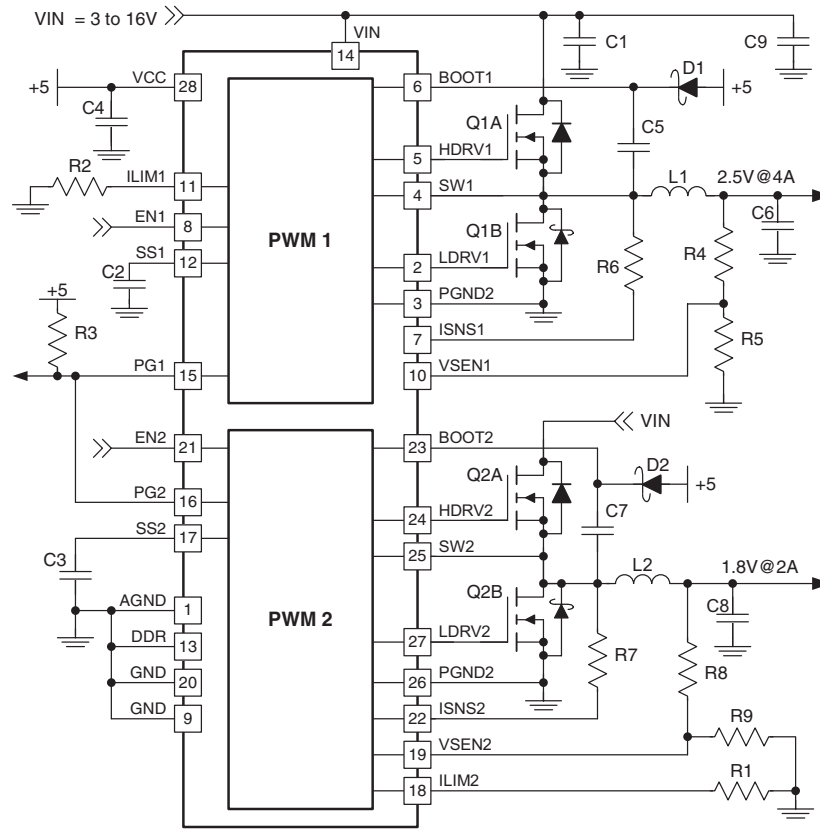 VIN = 3 to 16V
VIN
14
C1
C9
+5
VCC
28
C4
6
BOOT1
D1
+5
Q1A
C5
R2
ILIM1
11
5
HDRV1
4
SW1
L1
2.5V@4A
EN1
8
PWM 1
Q1B
C6
SS1
12
C2
2
LDRV1
R6
R4
+5
3
PGND2
R3
7
ISNS1
R5
PG1
15
10
VSEN1
VIN
EN2
21
23
BOOT2
D2
+5
Q2A
PG2
16
C7
24
HDRV2
SS2
17
25
SW2
C3
L2
1.8V@2A
Q2B
AGND
1
PWM 2
C8
DDR
13
27
LDRV2
R7
R8
GND
20
26
PGND2
GND
9
22
ISNS2
R9
19
VSEN2
R1
18
ILIM2